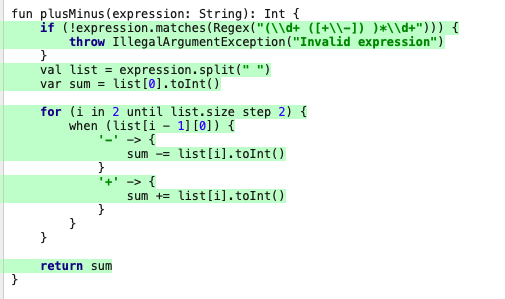 fun plusMinus(expression: String): Int {
    if (!expression.matches(Regex("(\\d+ ([+\\-]) )*\\d+"))) {
        throw IllegalArgumentException("Invalid expression")
    }
    val list = expression.split(" ")
    var sum = list[0].toInt()

    for (i in 2 until list.size step 2) {
        when (list[i - 1][0]) {
            '-' -> {
                sum -= list[i].toInt()
            }
            '+' -> {
                sum += list[i].toInt()
            }
        }
    }

    return sum
}